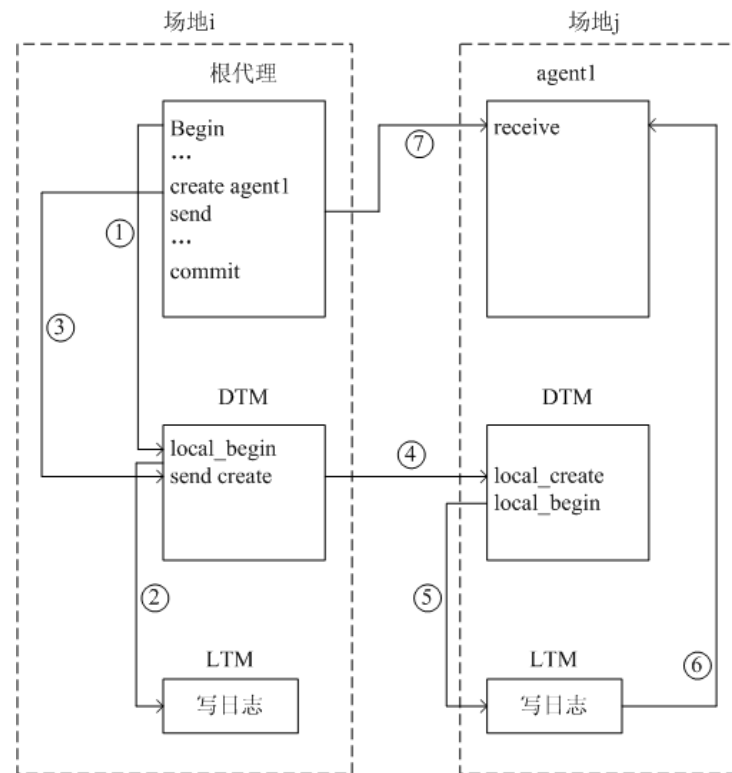 场地i
场地j
根代理
agent1
Begin
…
create agent1
send
…
commit
receive
①
③
⑦
DTM
DTM
local_begin
send create
④
local_create
local_begin
②
⑤
⑥
LTM
LTM
写日志
写日志